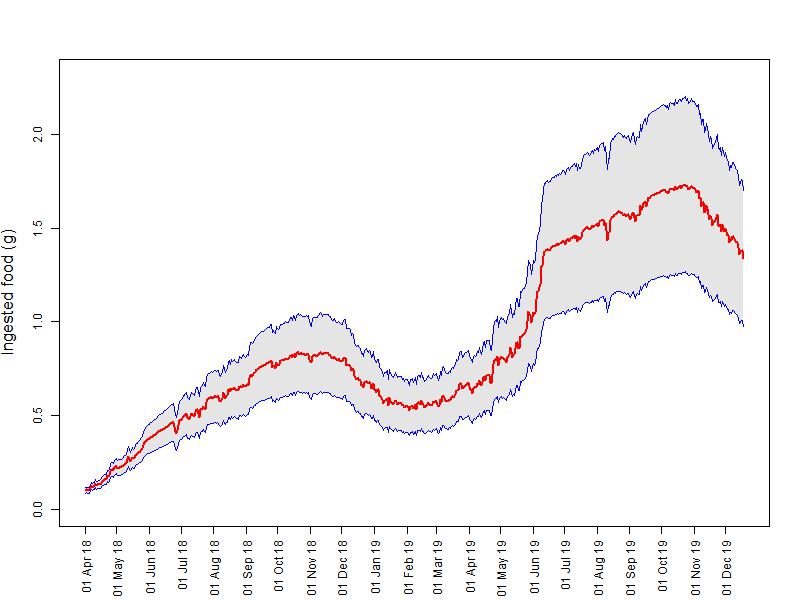 Ingested food (g)
2.0
1.5
1.0
0.5
0.0
01 Apr 18
01 May 18
01 Jun 18
01 Jul 18
01 Aug 18
01 Sep 18
01 Oct 18
01 Nov 18
01 Dec 18
01 Jan 19
01 Feb 19
01 Mar 19
01 Apr 19
01 May 19
01 Jun 19
01 Jul 19
01 Aug 19
01 Sep 19
01 Oct 19
01 Nov 19
01 Dec 19